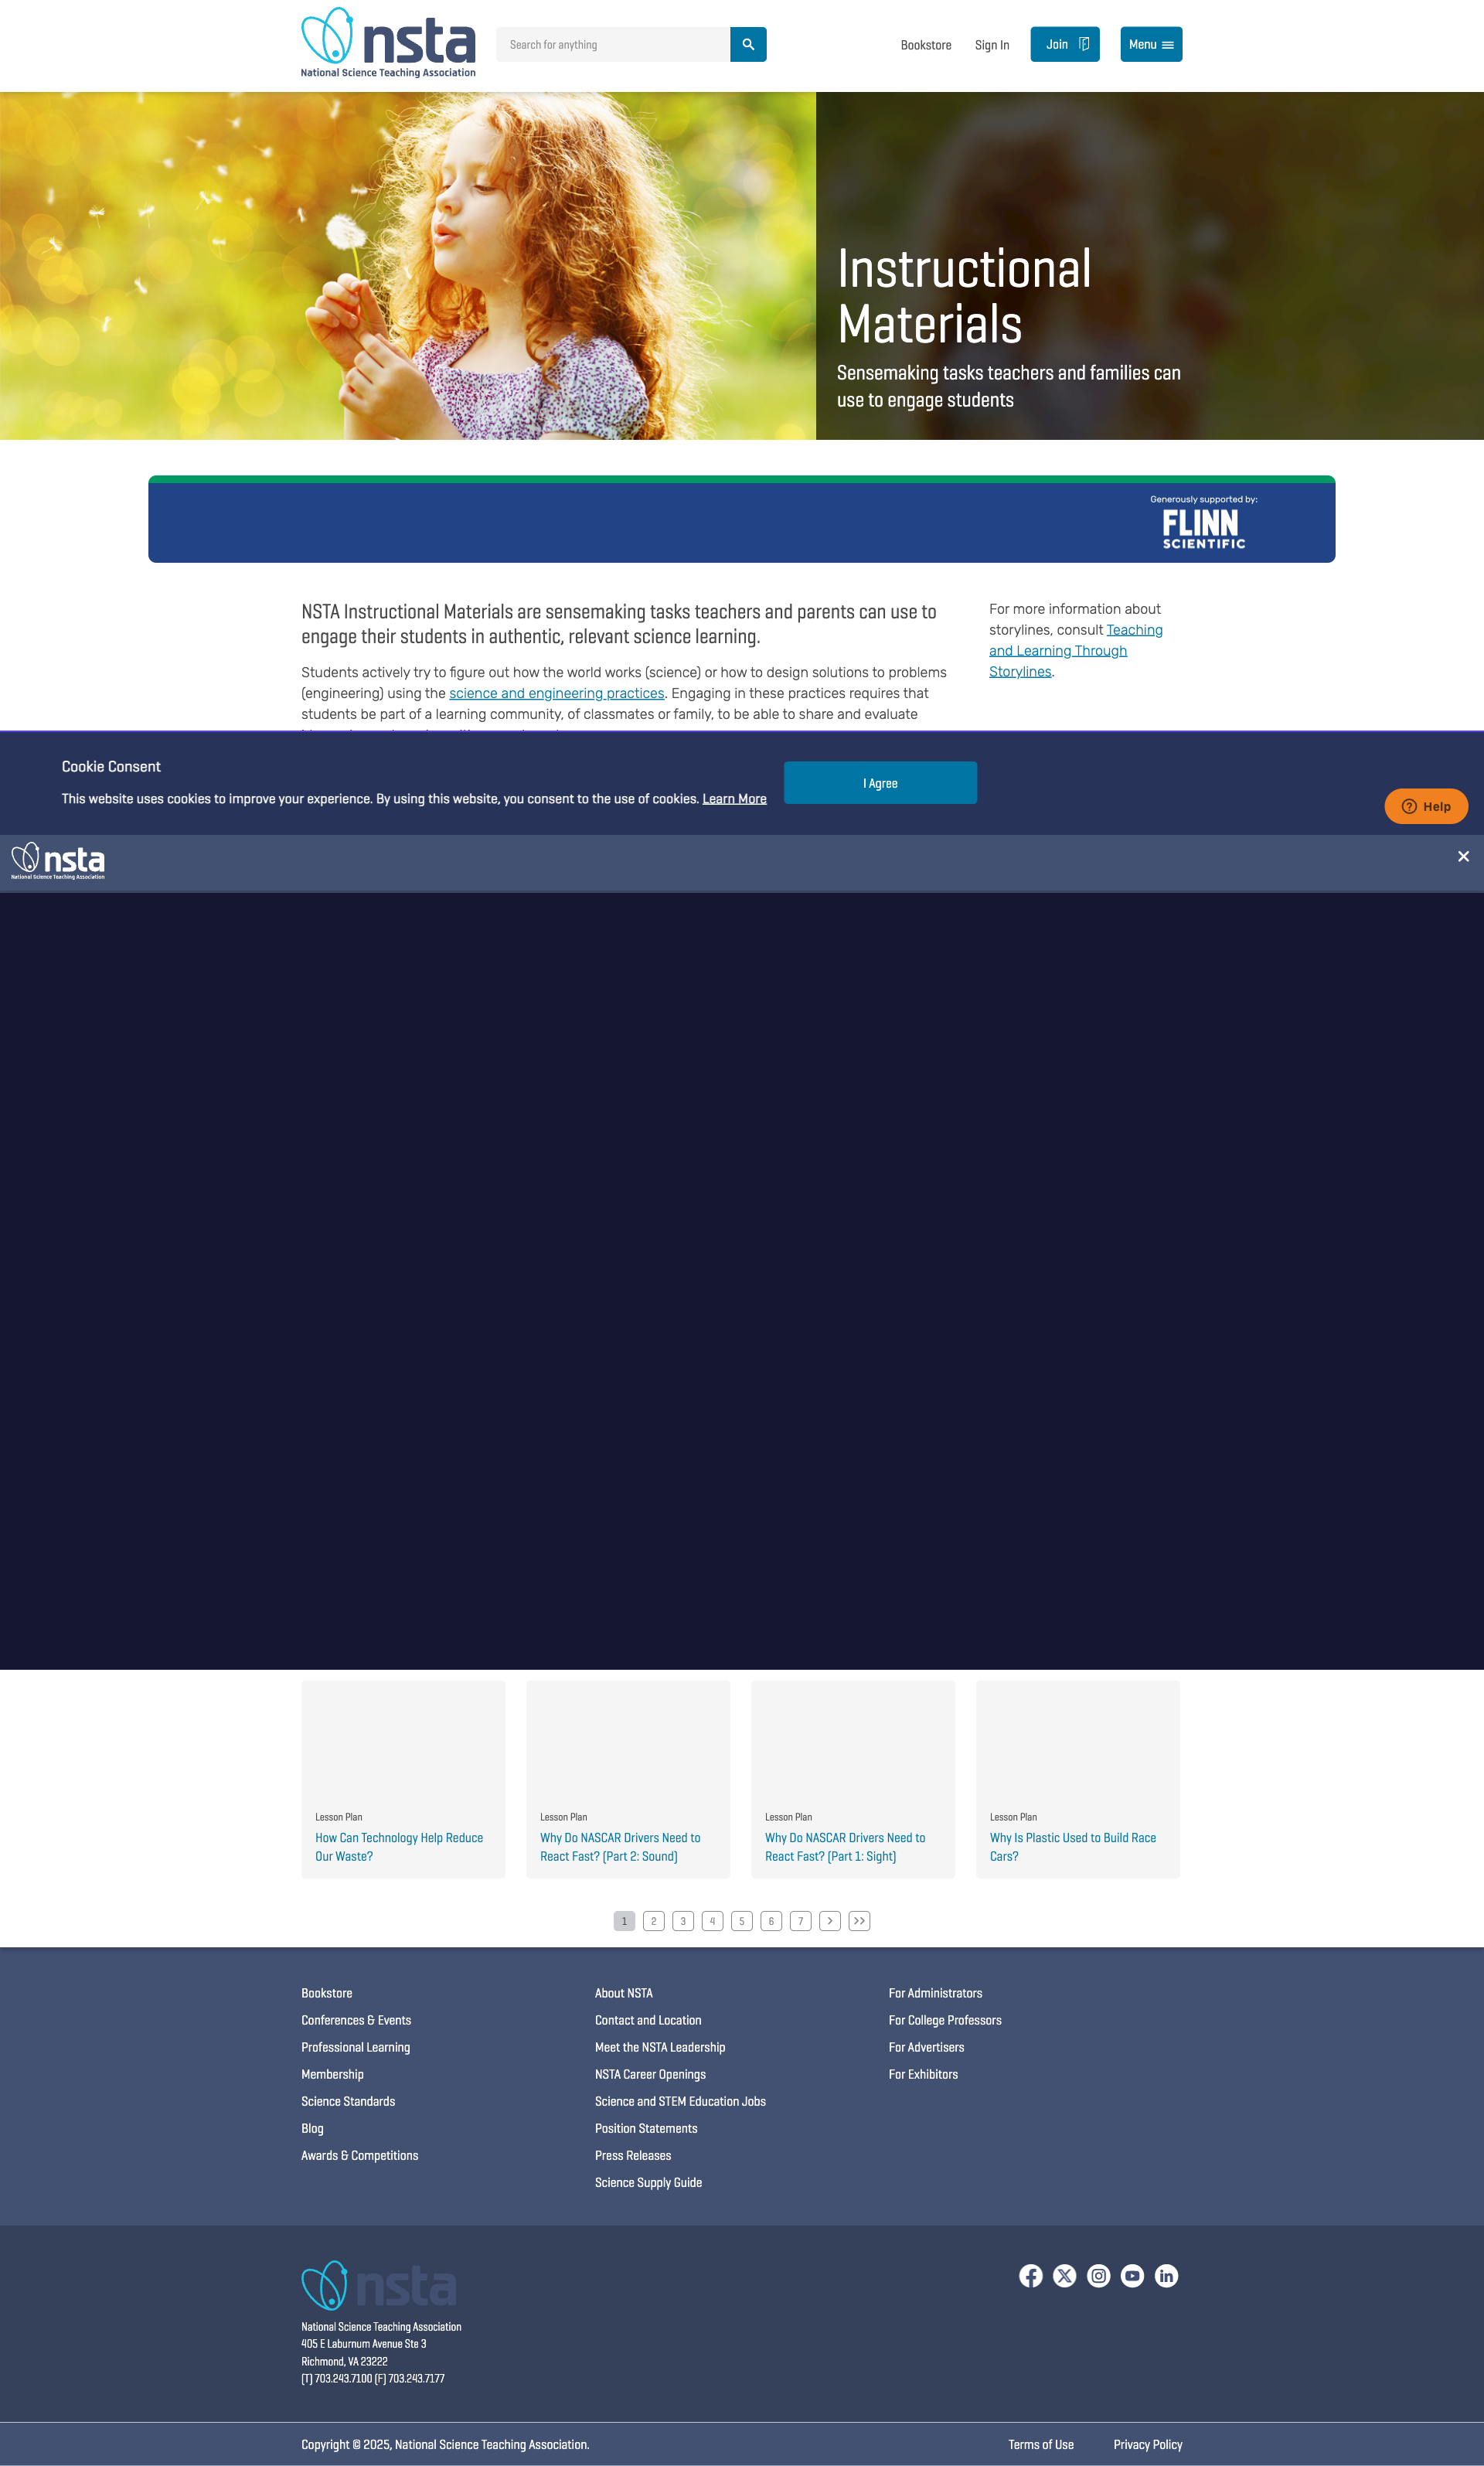 nsta
National Science Teaching Association
Search for anything
Bookstore
Sign In
Join
Menu
Instructional
Materials
Sensemaking tasks teachers and families can
use to engage students
Generously supported by:
FLINN
SCIENTIFIC
NSTA Instructional Materials are sensemaking tasks teachers and parents can use to
engage their students in authentic, relevant science learning.
Students actively try to figure out how the world works (science) or how to design solutions to problems
(engineering) using the science and engineering practices. Engaging in these practices requires that
students be part of a learning community, of classmates or family, to be able to share and evaluate
For more information about
storylines, consult Teaching
and Learning Through
Storylines.
Cookie Consent
This website uses cookies to improve your experience. By using this website, you consent to the use of cookies. Learn More
I Agree
Help
nsta
National Science Teaching Association
Lesson Plan
How Can Technology Help Reduce
Our Waste?
Lesson Plan
Why Do NASCAR Drivers Need to
React Fast? (Part 2: Sound)
Lesson Plan
Why Do NASCAR Drivers Need to
React Fast? (Part 1: Sight)
Lesson Plan
Why Is Plastic Used to Build Race
Cars?
1 2 3 4 5 6 7
Bookstore
Conferences & Events
Professional Learning
Membership
Science Standards
Blog
Awards & Competitions
About NSTA
Contact and Location
Meet the NSTA Leadership
NSTA Career Openings
Science and STEM Education Jobs
Position Statements
Press Releases
Science Supply Guide
For Administrators
For College Professors
For Advertisers
For Exhibitors
nsta
National Science Teaching Association
405 E Laburnum Avenue Ste 3
Richmond, VA 23222
(T) 703.243.7100 (F) 703.243.7177
Copyright © 2025, National Science Teaching Association.
Terms of Use
Privacy Policy